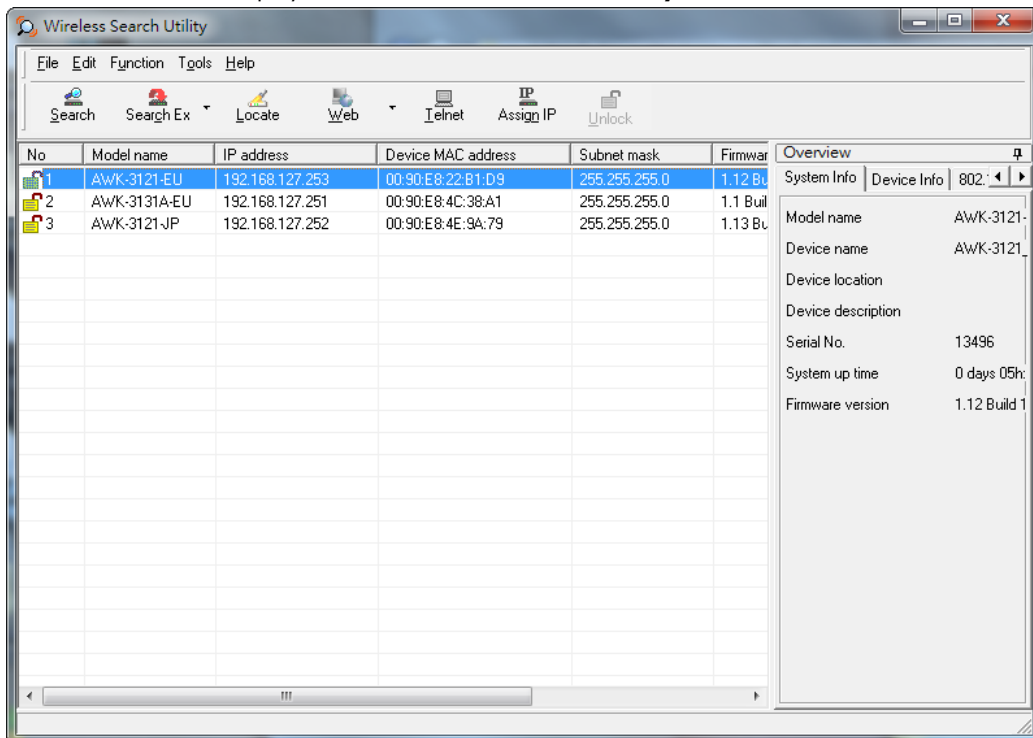 Wireless Search Utility
File Edit Function Tools Help
Search Search Ex Locate Web Telnet Assign IP Unlock
No Model name IP address Device MAC address Subnet mask Firmwar
1 AWK-3121-EU 192.168.127.253 00:90:E8:22:B1:D9 255.255.255.0 1.12 Bu
2 AWK-3131A-EU 192.168.127.251 00:90:E8:4C:38:A1 255.255.255.0 1.1 Buil
3 AWK-3121-JP 192.168.127.252 00:90:E8:4E:9A:79 255.255.255.0 1.13 Bu
Overview
System Info Device Info 802.
Model name AWK-3121-
Device name AWK-3121_
Device location
Device description
Serial No. 13496
System up time 0 days 05h:
Firmware version 1.12 Build 1